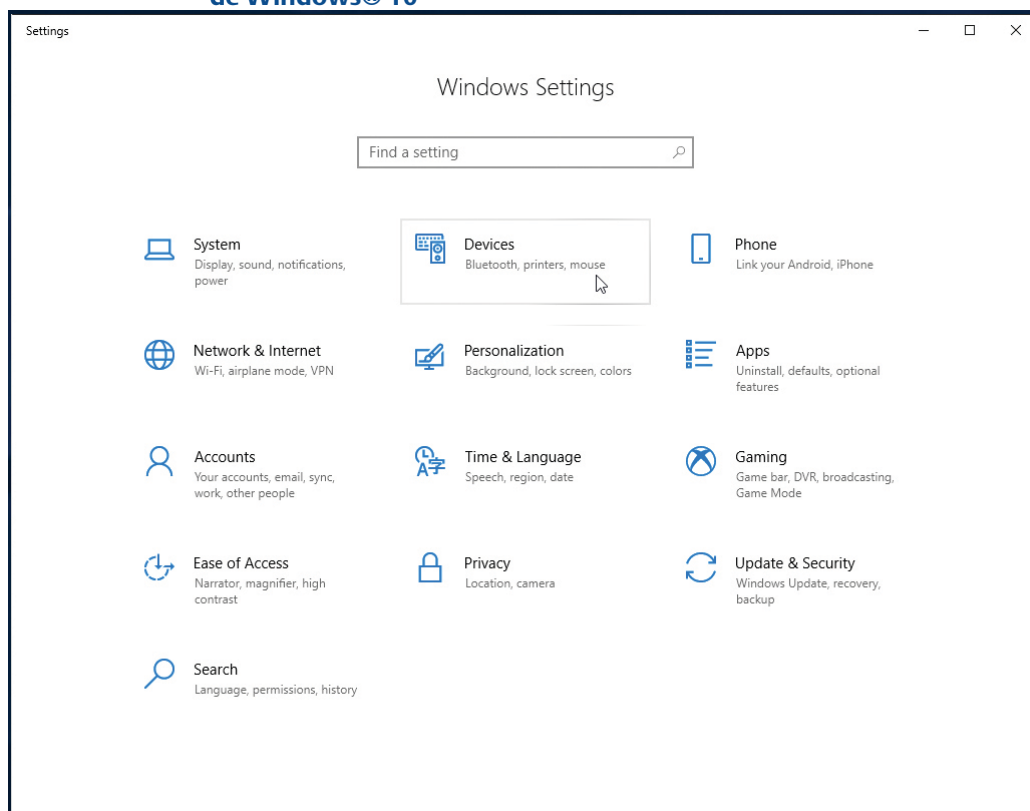 de Windows® 10
Settings
Windows Settings
Find a setting
System
Display, sound, notifications,
power
Devices
Bluetooth, printers, mouse
Phone
Link your Android, iPhone
Network & Internet
Wi-Fi, airplane mode, VPN
Personalization
Background, lock screen, colors
Apps
Uninstall, defaults, optional
features
Accounts
Your accounts, email, sync,
work, other people
Time & Language
Speech, region, date
Gaming
Game bar, DVR, broadcasting,
Game Mode
Ease of Access
Narrator, magnifier, high
contrast
Privacy
Location, camera
Update & Security
Windows Update, recovery,
backup
Search
Language, permissions, history